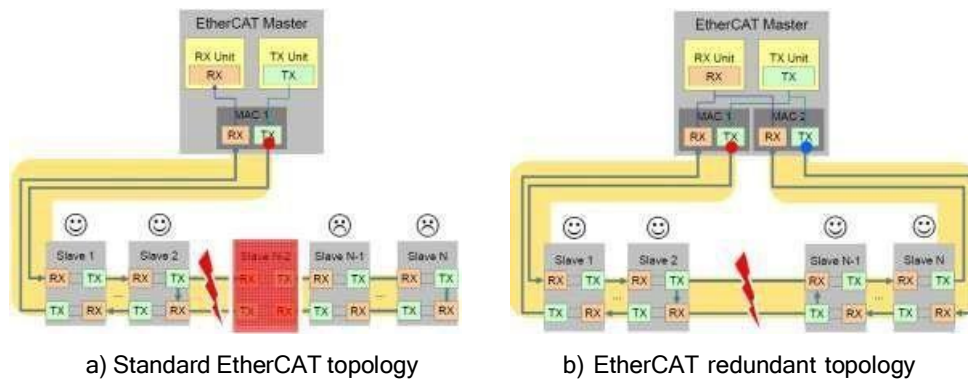 EtherCAT Master
RX Unit
TX Unit
RX
TX
MAC 1
RX
TX
Slave 1
Slave 2
Slave N-2
Slave N-1
Slave N
RX
TX
RX
TX
RX
TX
RX
TX
RX
TX
...
...
TX
RX
TX
RX
TX
RX
TX
RX
TX
RX
a) Standard EtherCAT topology
EtherCAT Master
RX Unit
TX Unit
RX
TX
MAC 1
MAC 2
RX
TX
RX
TX
Slave 1
Slave 2
Slave N-1
Slave N
RX
TX
RX
TX
RX
TX
RX
TX
...
...
TX
RX
TX
RX
TX
RX
TX
RX
b) EtherCAT redundant topology